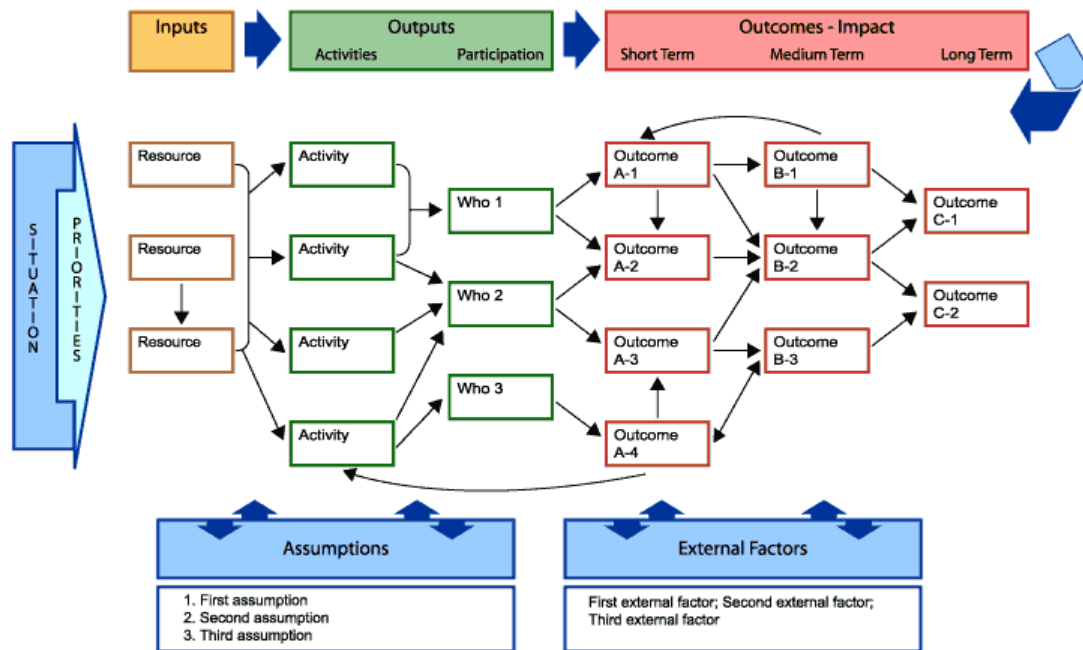 Inputs
Outputs
Activities Participation
Outcomes - Impact
Short Term Medium Term Long Term
SITUATION
PRIORITIES
Resource
Resource
Resource
Activity
Activity
Activity
Activity
Who 1
Who 2
Who 3
Outcome
A-1
Outcome
A-2
Outcome
A-3
Outcome
A-4
Outcome
B-1
Outcome
B-2
Outcome
B-3
Outcome
C-1
Outcome
C-2
Assumptions
1. First assumption
2. Second assumption
3. Third assumption
External Factors
First external factor; Second external factor;
Third external factor